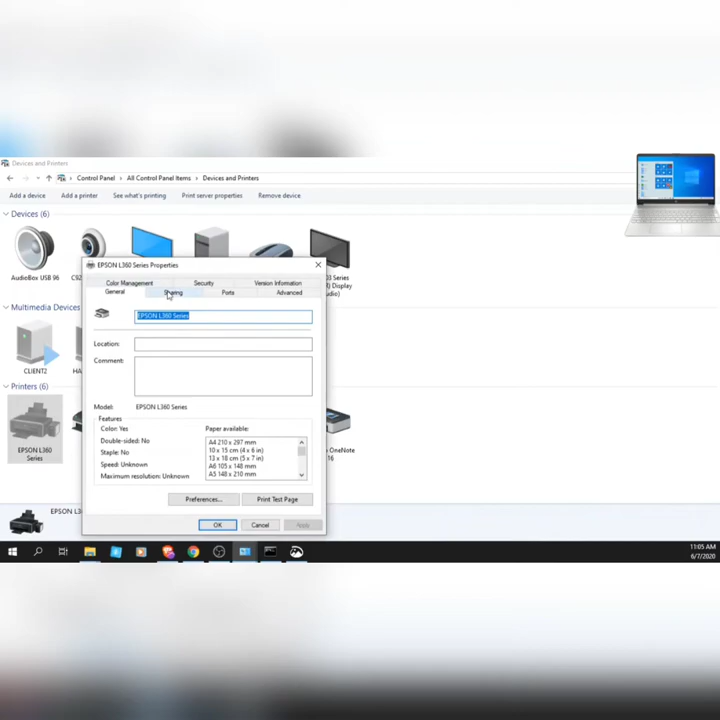 Devices and Printers
Control Panel > All Control Panel Items > Devices and Printers
Add a device Add a printer See what's printing Print server properties Remove device
Devices (6)
AudioBox USB 96
Series
) Display
Audio)
Multimedia Devices
CLIENT2
Printers (6)
EPSON L360
Series
OneNote
16
EPSON L360 Series Properties
Color Management Security Version Information
General Sharing Ports Advanced
EPSON L360 Series
Location:
Comment:
Model: EPSON L360 Series
Features
Color: Yes
Double-sided: No
Staple: No
Speed: Unknown
Maximum resolution: Unknown
Paper available:
A4 210 x 297 mm
10 x 15 cm (4 x 6 in)
13 x 18 cm (5 x 7 in)
A6 105 x 148 mm
A5 148 x 210 mm
Preferences... Print Test Page
OK Cancel Apply
11:05 AM
6/7/2020